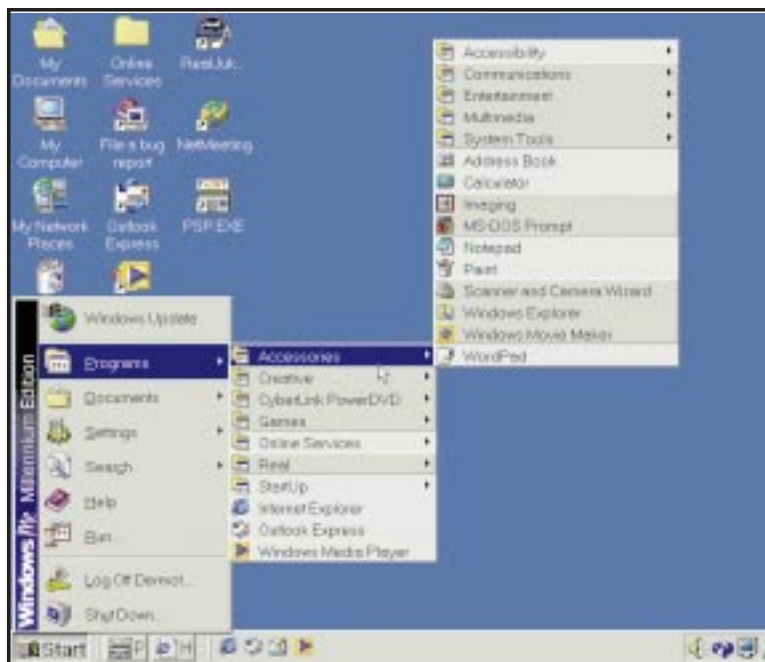 My Documents
Online Services
RealJuk...
My Computer
File a bug report
NetMeeting
My Network Places
Outlook Express
PSP.EXE
Accessibility
Communications
Entertainment
Multimedia
System Tools
Address Book
Calculator
Imaging
MS-DOS Prompt
Notepad
Paint
Scanner and Camera Wizard
Windows Explorer
Windows Movie Maker
WordPad
Windows Me Millennium Edition
Windows Update
Programs
Documents
Settings
Search
Help
Run...
Log Off Dermot...
Shut Down...
Accessories
Creative
CyberLink PowerDVD
Games
Online Services
Real
StartUp
Internet Explorer
Outlook Express
Windows Media Player
Start
P
H